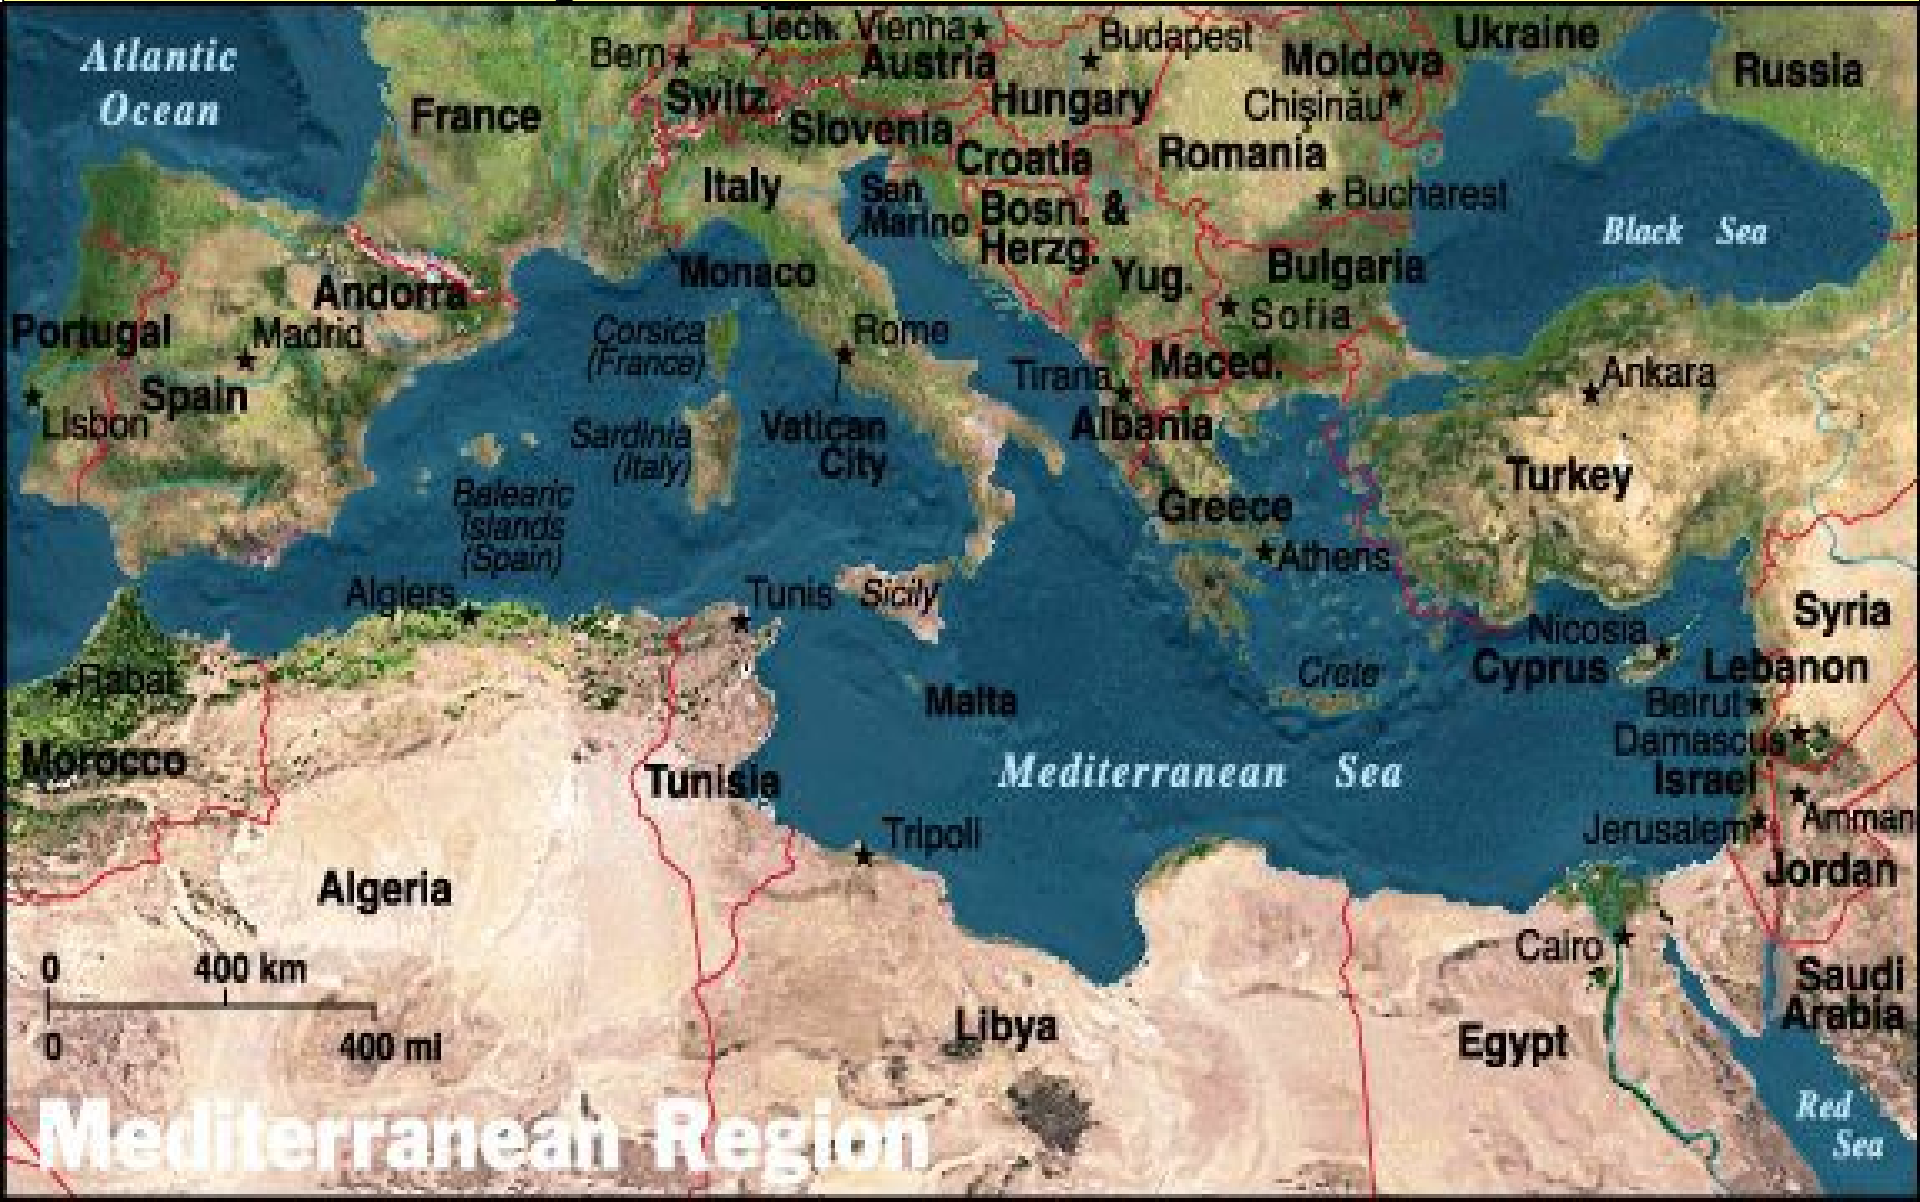 Atlantic
Ocean
France
Bern
Switz.
Liech.
Vienna
Austria
Budapest
Hungary
Moldova
Chişinău
Ukraine
Russia
Slovenia
Croatia
Romania
Bucharest
Italy
San
Marino
Bosn. &
Herzg.
Yug.
Bulgaria
Sofia
Black Sea
Monaco
Andorra
Portugal
Madrid
Spain
Lisbon
Corsica
(France)
Rome
Tirana
Maced.
Albania
Ankara
Turkey
Sardinia
(Italy)
Vatican
City
Balearic
Islands
(Spain)
Greece
Athens
Algiers
Tunis
Sicily
Nicosia
Cyprus
Syria
Lebanon
Beirut
Damascus
Israel
Jerusalem
Amman
Jordan
Rabat
Morocco
Crete
Malta
Mediterranean Sea
Tunisia
Tripoli
Algeria
Cairo
Saudi
Arabia
Libya
Egypt
Red
Sea
0
400 km
0
400 mi
Mediterranean Region